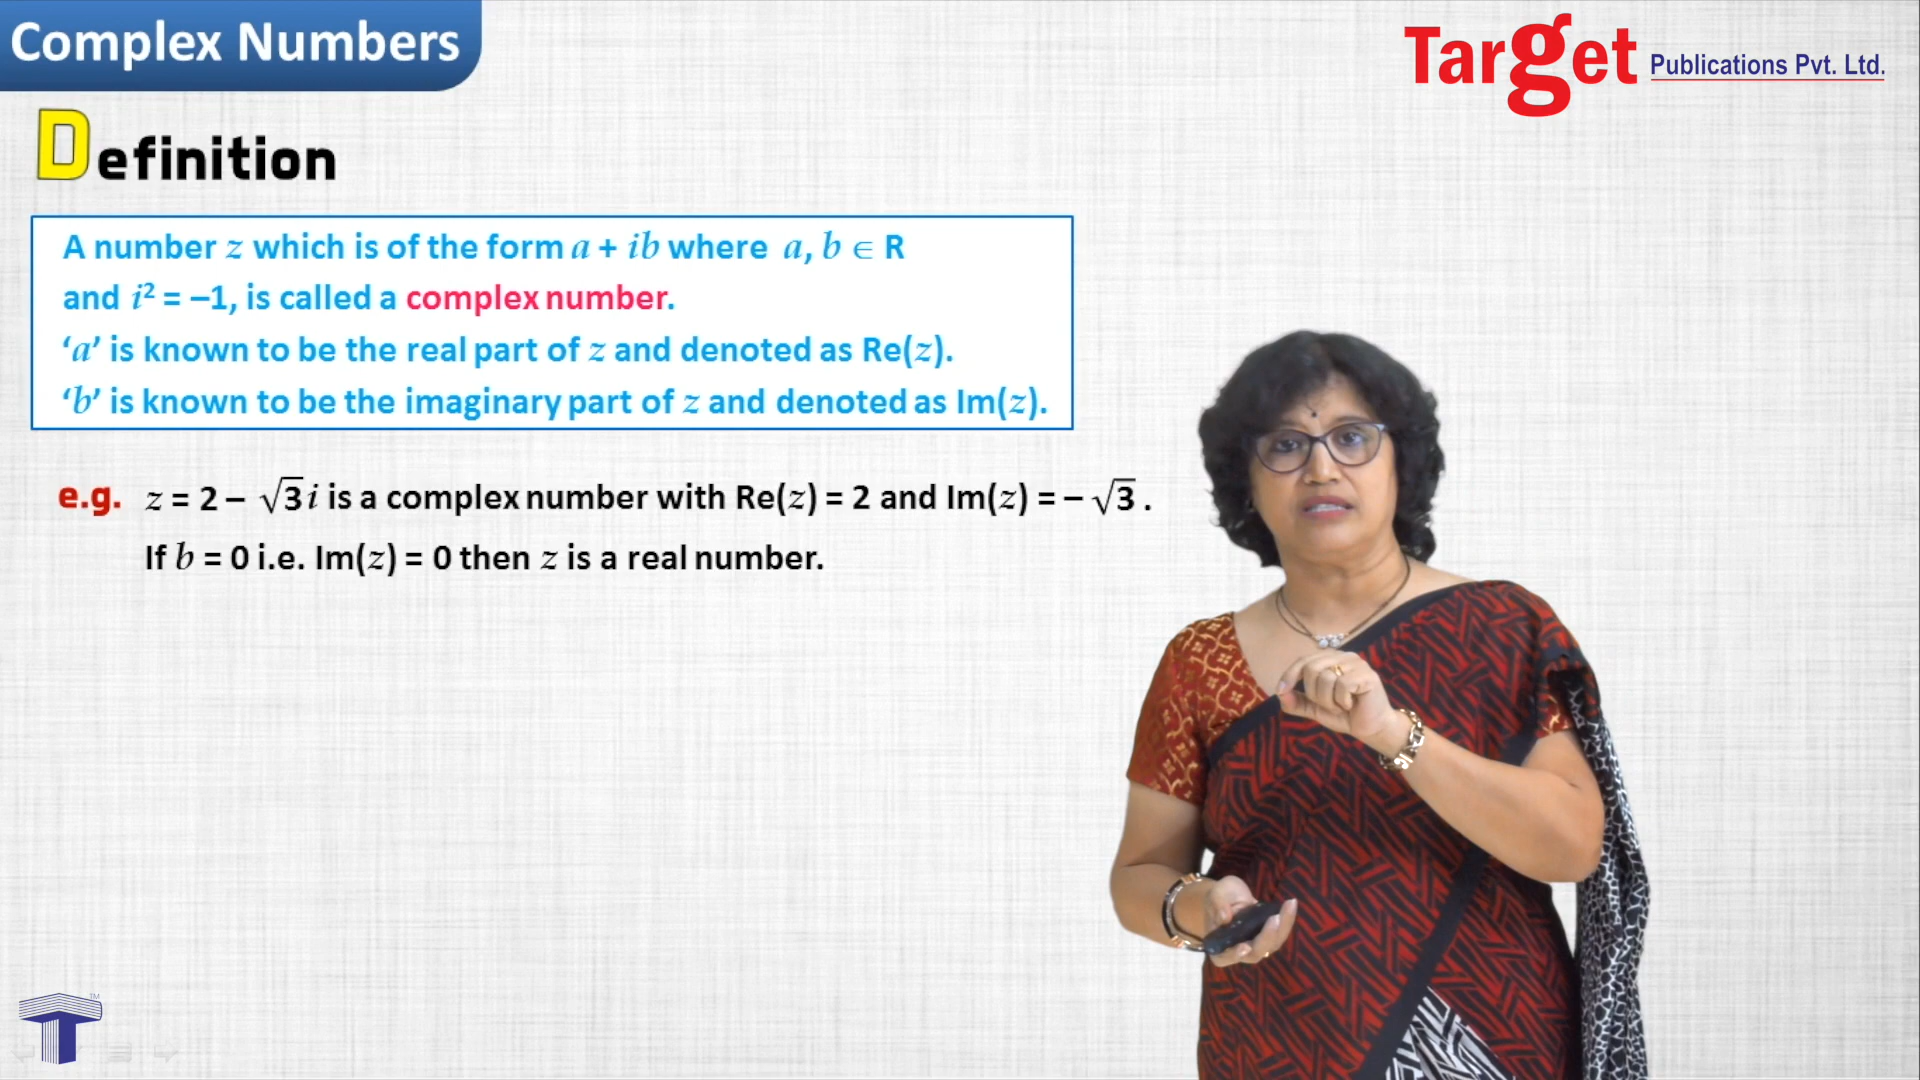 Complex Numbers
Target Publications Pvt. Ltd.
Definition
A number z which is of the form a + ib where a, b ∈ R
and i² = –1, is called a complex number.
‘a’ is known to be the real part of z and denoted as Re(z).
‘b’ is known to be the imaginary part of z and denoted as Im(z).
e.g. z = 2 – √3 i is a complex number with Re(z) = 2 and Im(z) = – √3 .
If b = 0 i.e. Im(z) = 0 then z is a real number.
T
TM